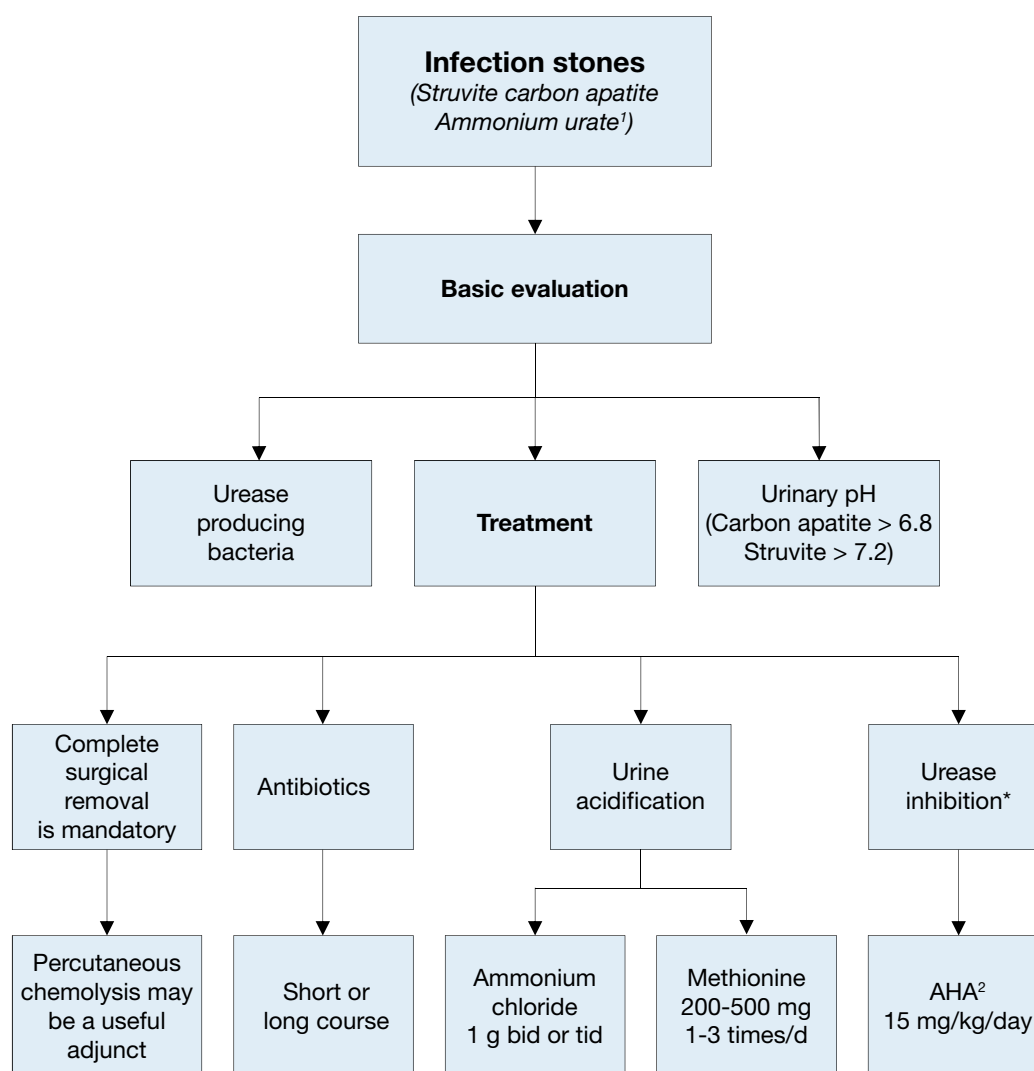 Infection stones
(Struvite carbon apatite
Ammonium urate¹)
Basic evaluation
Urease
producing
bacteria
Treatment
Urinary pH
(Carbon apatite > 6.8
Struvite > 7.2)
Complete
surgical
removal
is mandatory
Antibiotics
Urine
acidification
Urease
inhibition*
Percutaneous
chemolysis may
be a useful
adjunct
Short or
long course
Ammonium
chloride
1 g bid or tid
Methionine
200-500 mg
1-3 times/d
AHA²
15 mg/kg/day